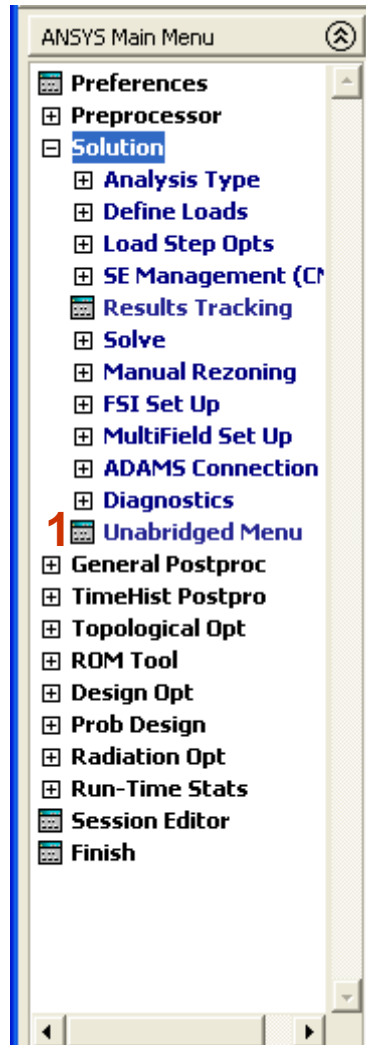 ANSYS Main Menu
Preferences
Preprocessor
Solution
Analysis Type
Define Loads
Load Step Opts
SE Management (CM
Results Tracking
Solve
Manual Rezoning
FSI Set Up
MultiField Set Up
ADAMS Connection
Diagnostics
1 Unabridged Menu
General Postproc
TimeHist Postpro
Topological Opt
ROM Tool
Design Opt
Prob Design
Radiation Opt
Run-Time Stats
Session Editor
Finish